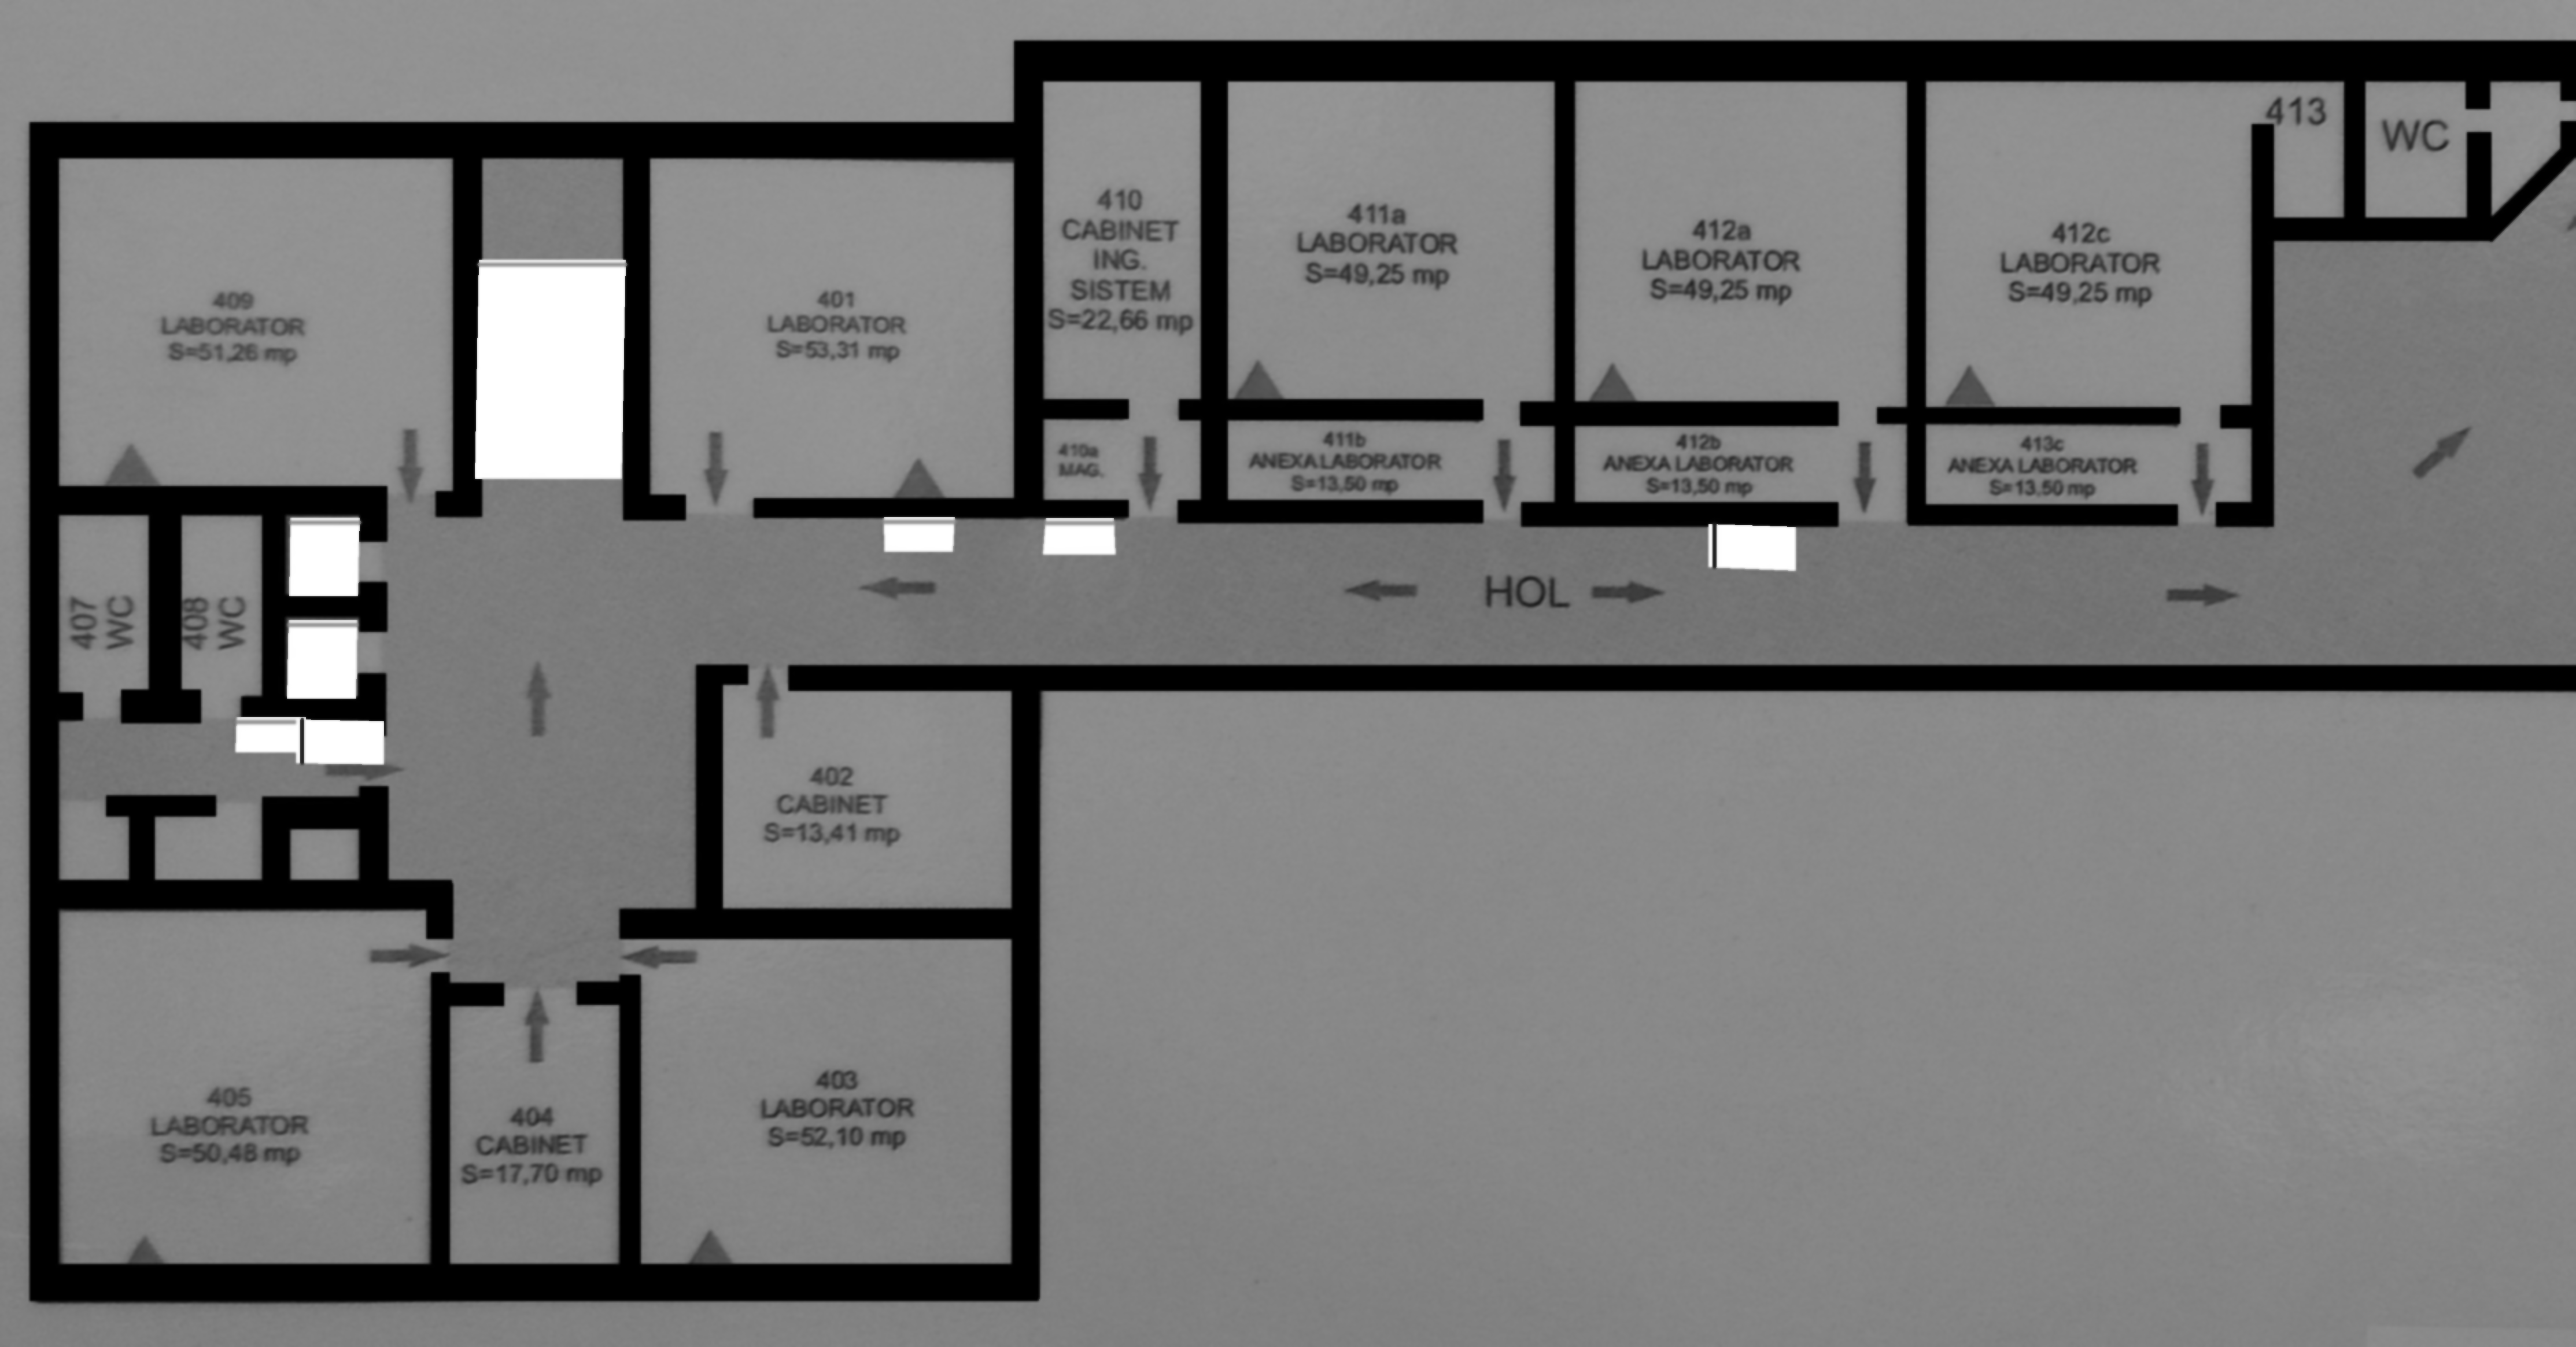 413
WC
410
CABINET
ING.
SISTEM
S=22,66 mp
411a
LABORATOR
S=49,25 mp
412a
LABORATOR
S=49,25 mp
412c
LABORATOR
S=49,25 mp
409
LABORATOR
S=51,26 mp
401
LABORATOR
S=53,31 mp
410a
MAG.
411b
ANEXA LABORATOR
S=13,50 mp
412b
ANEXA LABORATOR
S=13,50 mp
413c
ANEXA LABORATOR
S=13,50 mp
407
WC
408
WC
HOL
402
CABINET
S=13,41 mp
405
LABORATOR
S=50,48 mp
404
CABINET
S=17,70 mp
403
LABORATOR
S=52,10 mp